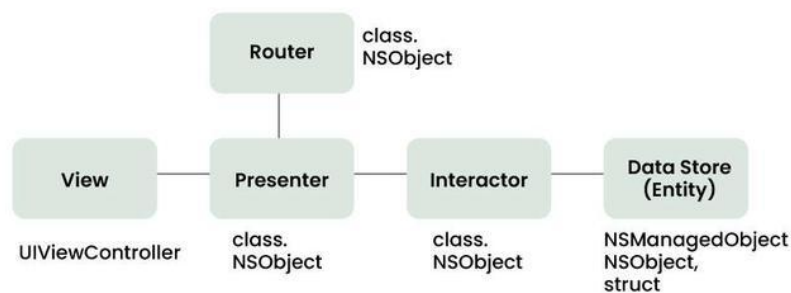 Router
class.
NSObject
View
Presenter
Interactor
Data Store
(Entity)
UIViewController
class.
NSObject
class.
NSObject
NSManagedObject
NSObject,
struct